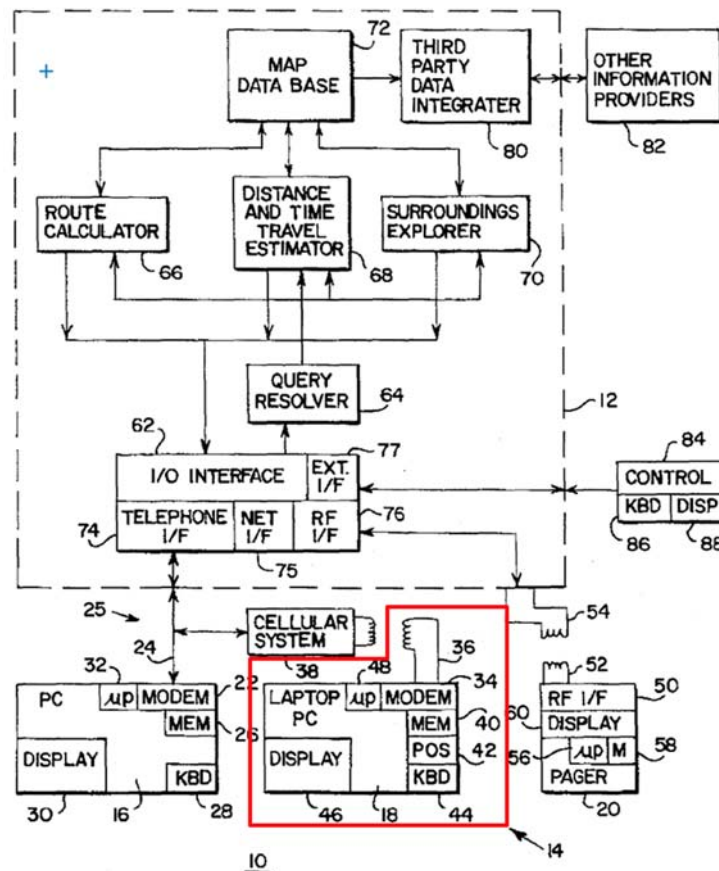 72
MAP
DATA BASE
THIRD
PARTY
DATA
INTEGRATER
80
OTHER
INFORMATION
PROVIDERS
82
ROUTE
CALCULATOR
66
DISTANCE
AND TIME
TRAVEL
ESTIMATOR
68
SURROUNDINGS
EXPLORER
70
QUERY
RESOLVER
64
12
62
77
I/O INTERFACE
EXT.
I/F
84
CONTROL
KBD
DISP
86
88
74
TELEPHONE
I/F
NET
I/F
RF
I/F
76
75
25
24
CELLULAR
SYSTEM
38
36
54
52
32
PC
μp
MODEM
22
MEM
26
DISPLAY
KBD
30
16
28
48
34
LAPTOP
PC
μp
MODEM
MEM
40
POS
42
DISPLAY
KBD
46
18
44
14
RF I/F
50
60
DISPLAY
56
μp
M
58
PAGER
20
10